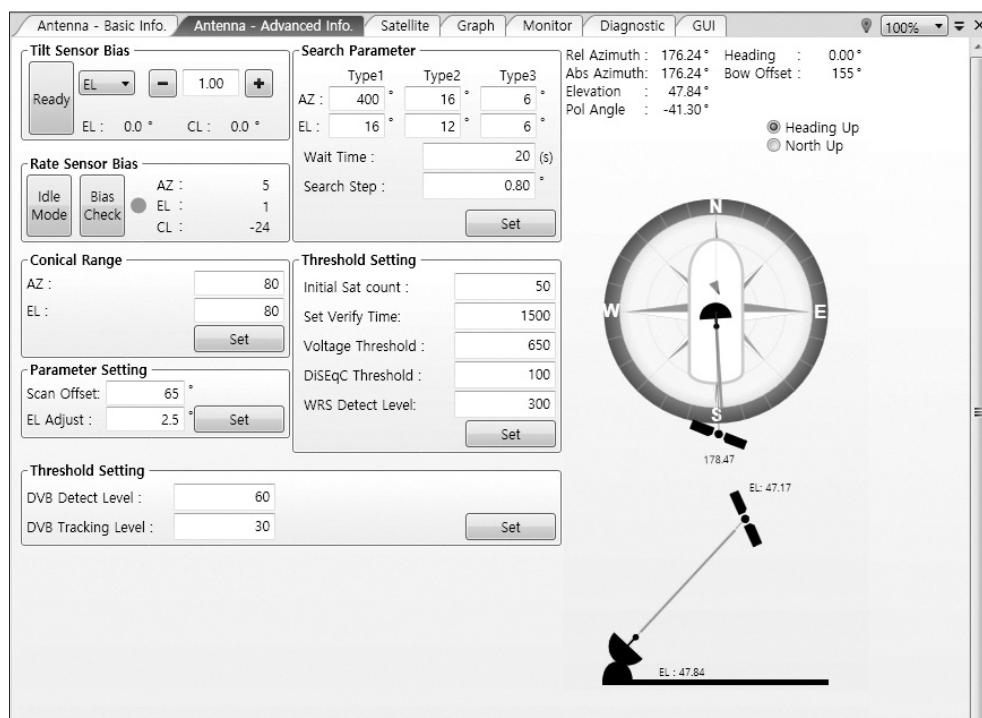 Antenna - Basic Info. Antenna - Advanced Info. Satellite Graph Monitor Diagnostic GUI 100%
Tilt Sensor Bias
Ready EL 1.00
EL : 0.0 ° CL : 0.0 °
Rate Sensor Bias
Idle Mode Bias Check
AZ : 5
EL : 1
CL : -24
Conical Range
AZ : 80
EL : 80
Set
Parameter Setting
Scan Offset: 65 °
EL Adjust : 2.5 ° Set
Search Parameter
Type1 Type2 Type3
AZ : 400 ° 16 ° 6 °
EL : 16 ° 12 ° 6 °
Wait Time : 20 (s)
Search Step : 0.80 °
Set
Threshold Setting
Initial Sat count : 50
Set Verify Time: 1500
Voltage Threshold : 650
DiSEqC Threshold : 100
WRS Detect Level: 300
Set
Threshold Setting
DVB Detect Level : 60
DVB Tracking Level : 30
Set
Rel Azimuth : 176.24 ° Heading : 0.00 °
Abs Azimuth: 176.24 ° Bow Offset : 155 °
Elevation : 47.84 °
Pol Angle : -41.30 °
Heading Up
North Up
N
W
E
S
178.47
EL: 47.17
EL : 47.84